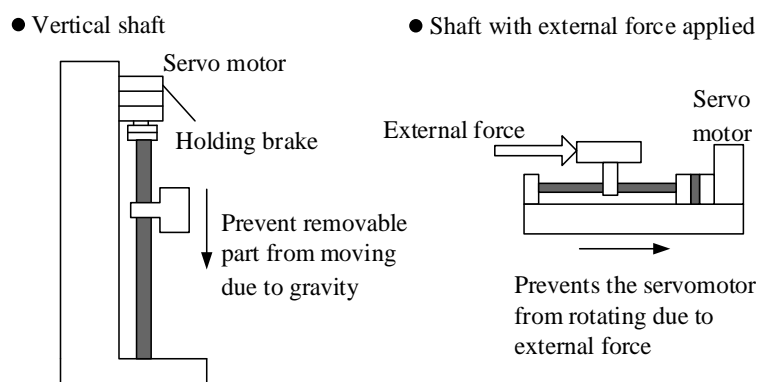 ● Vertical shaft
Servo motor
Holding brake
Prevent removable
part from moving
due to gravity
● Shaft with external force applied
Servo
motor
External force
Prevents the servomotor
from rotating due to
external force